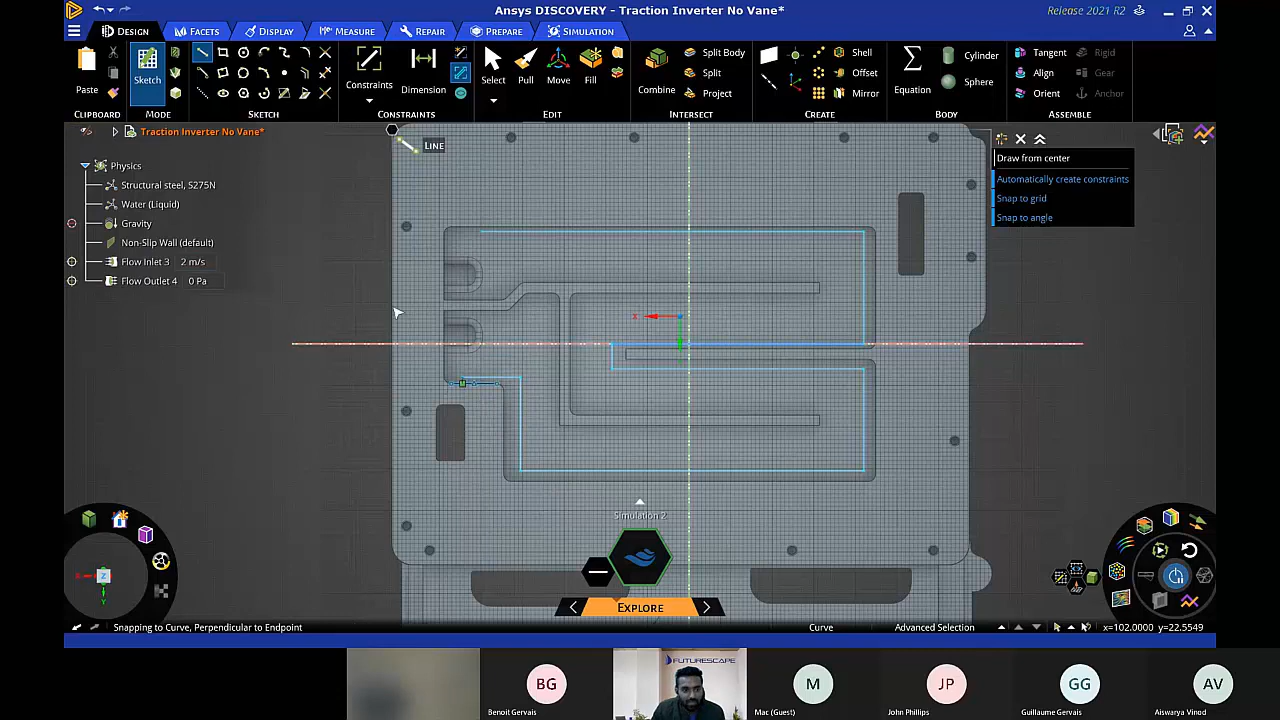 Ansys DISCOVERY - Traction Inverter No Vane*
Release 2021 R2
DESIGN
FACETS
DISPLAY
MEASURE
REPAIR
PREPARE
SIMULATION
Paste
CLIPBOARD
Sketch
MODE
SKETCH
Constraints
Dimension
CONSTRAINTS
Select
Pull
Move
Fill
EDIT
Combine
Split Body
Split
Project
INTERSECT
Shell
Offset
Mirror
CREATE
Equation
Cylinder
Sphere
BODY
Tangent
Align
Orient
Rigid
Gear
Anchor
ASSEMBLE
Traction Inverter No Vane*
Physics
Structural steel, S275N
Water (Liquid)
Gravity
Non-Slip Wall (default)
Flow Inlet 3 2 m/s
Flow Outlet 4 0 Pa
LINE
Draw from center
Automatically create constraints
Snap to grid
Snap to angle
X
Simulation 2
EXPLORE
Z
Snapping to Curve, Perpendicular to Endpoint
Curve
Advanced Selection
x=102.0000 y=22.5549
FUTURESCAPE
BG
M
JP
GG
AV
Benoit Gervais
Mac (Guest)
John Phillips
Guillaume Gervais
Aiswarya Vinod